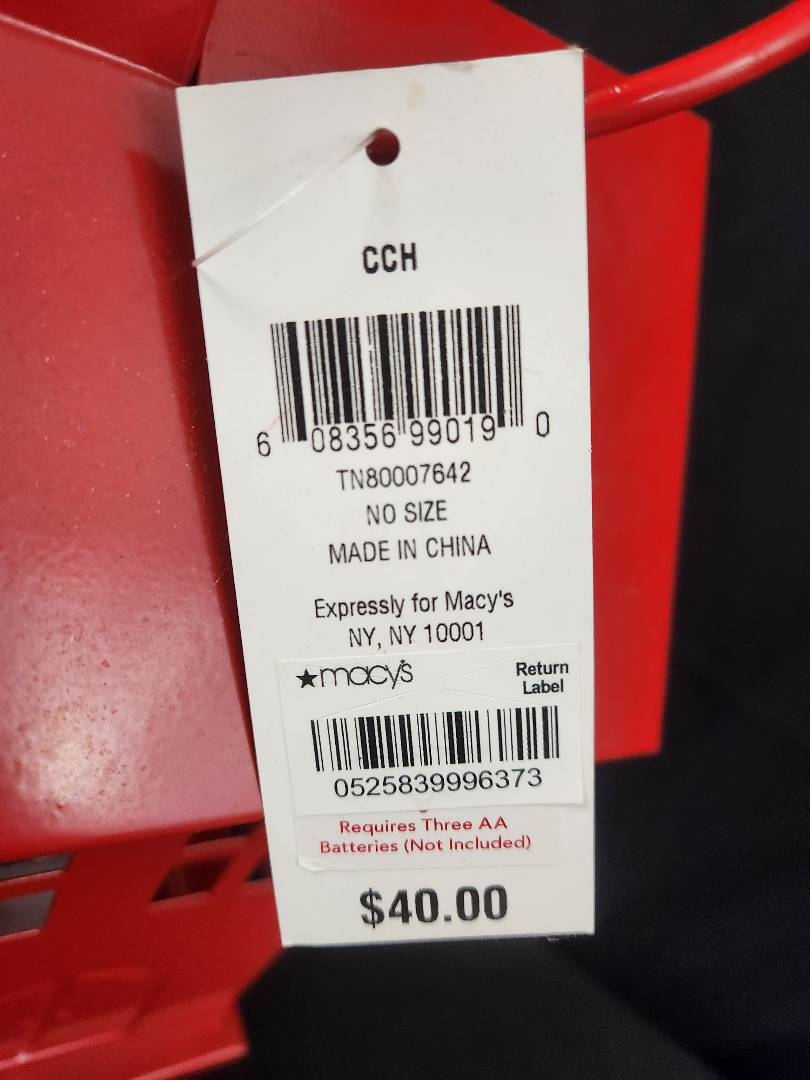 CCH
6 08356 99019 0
TN80007642
NO SIZE
MADE IN CHINA
Expressly for Macy's
NY, NY 10001
★macy's
Return
Label
0525839996373
Requires Three AA
Batteries (Not Included)
$40.00